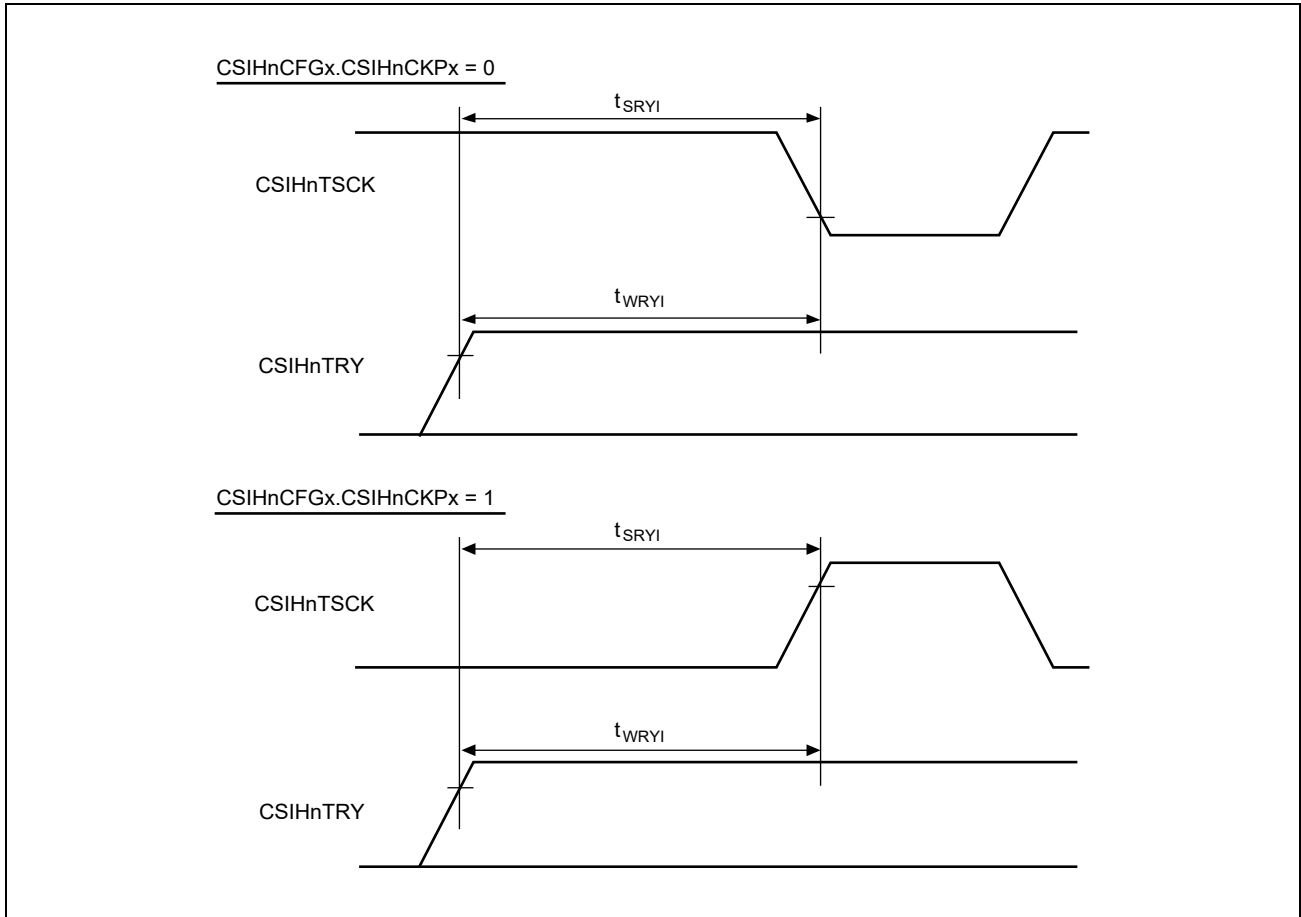 CSIHnCFGx.CSIHnCKPx = 0
tSRYI
CSIHnTSCK
tWRYI
CSIHnTRY
CSIHnCFGx.CSIHnCKPx = 1
tSRYI
CSIHnTSCK
tWRYI
CSIHnTRY